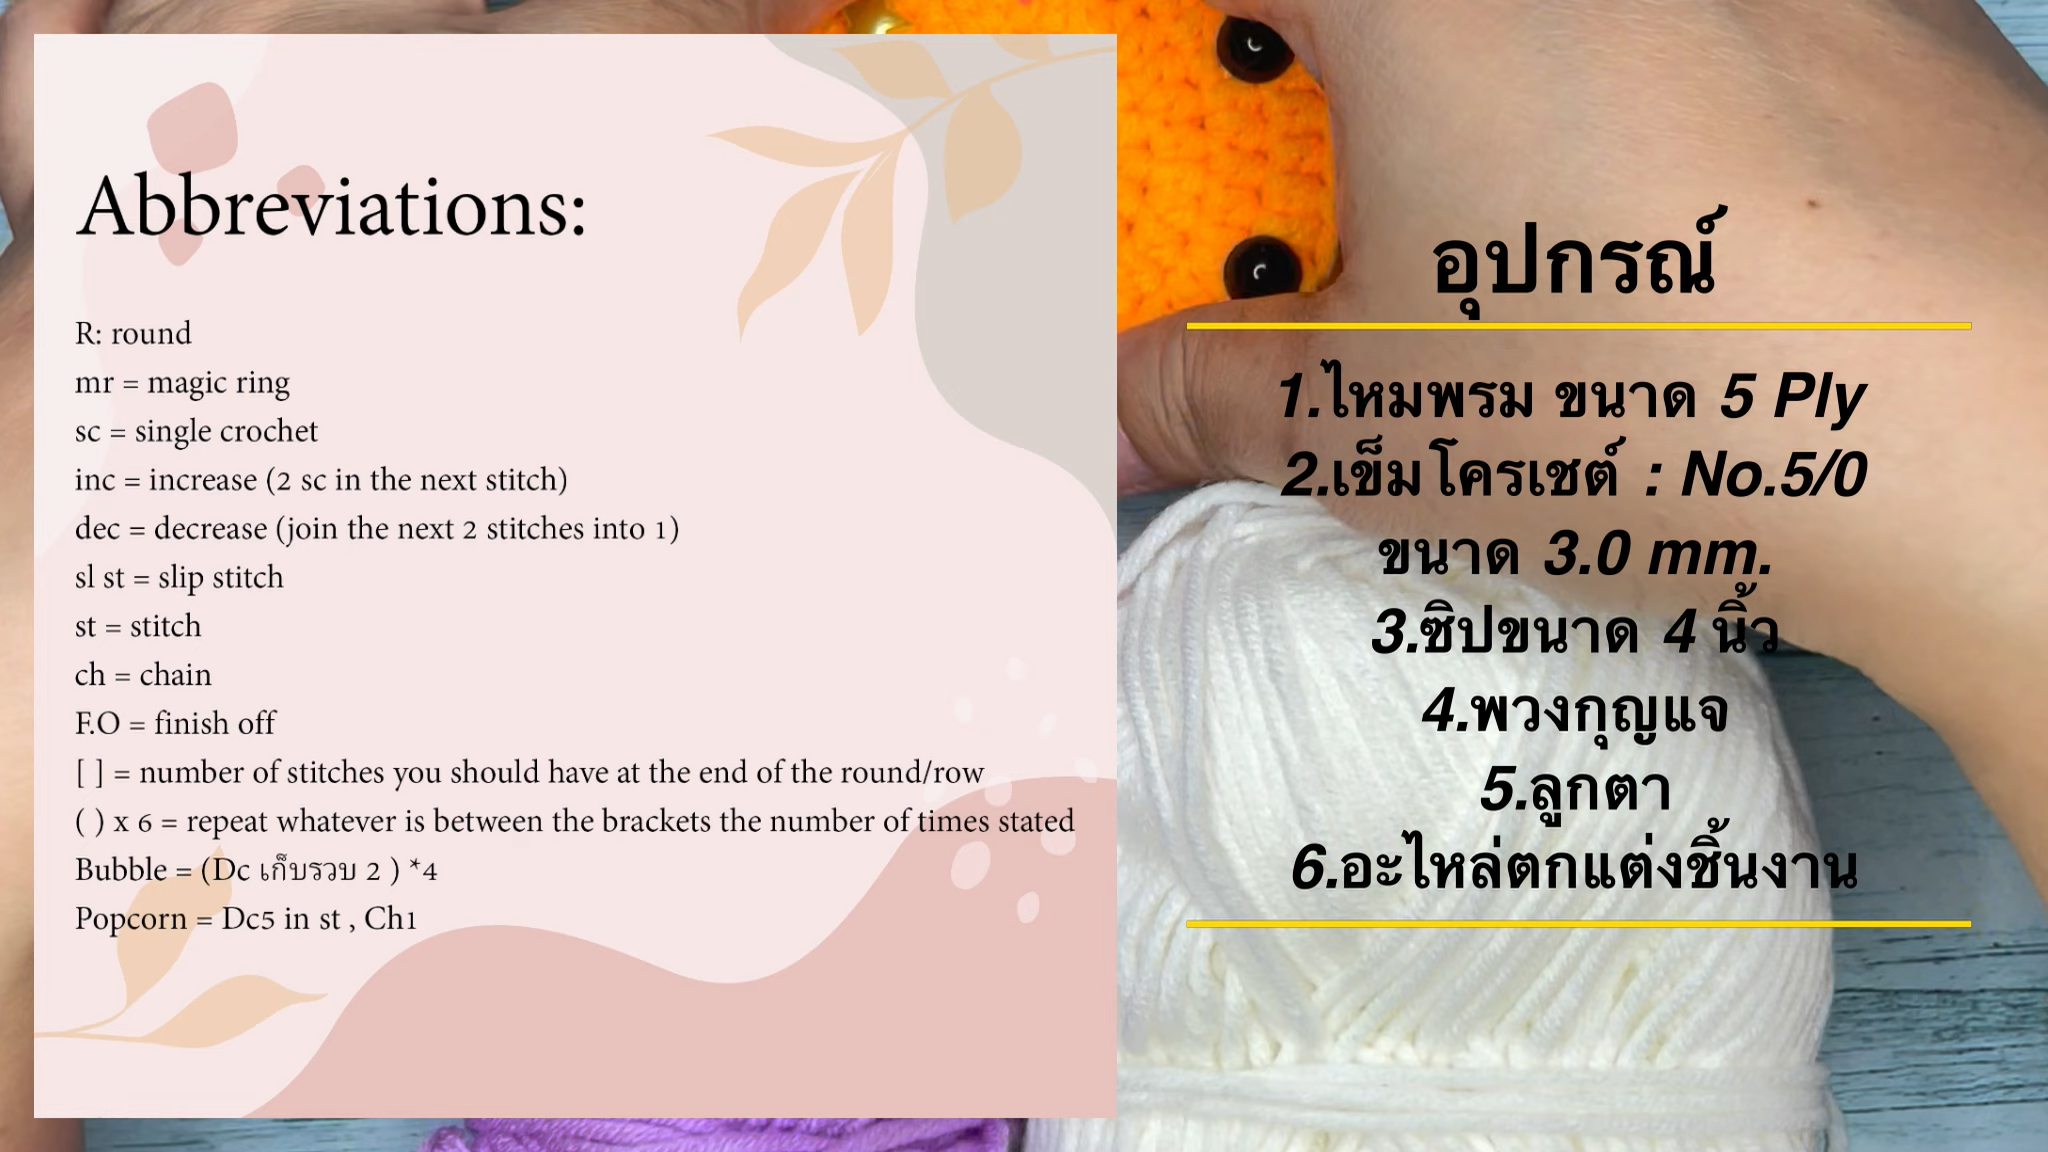 Abbreviations:
R: round
mr = magic ring
sc = single crochet
inc = increase (2 sc in the next stitch)
dec = decrease (join the next 2 stitches into 1)
sl st = slip stitch
st = stitch
ch = chain
F.O = finish off
[ ] = number of stitches you should have at the end of the round/row
( ) x 6 = repeat whatever is between the brackets the number of times stated
Bubble = (Dc เก็บรวบ 2 ) *4
Popcorn = Dc5 in st , Ch1
อุปกรณ์
1.ไหมพรม ขนาด 5 Ply
2.เข็มโครเชต์ : No.5/0
ขนาด 3.0 mm.
3.ซิปขนาด 4 นิ้ว
4.พวงกุญแจ
5.ลูกตา
6.อะไหล่ตกแต่งชิ้นงาน